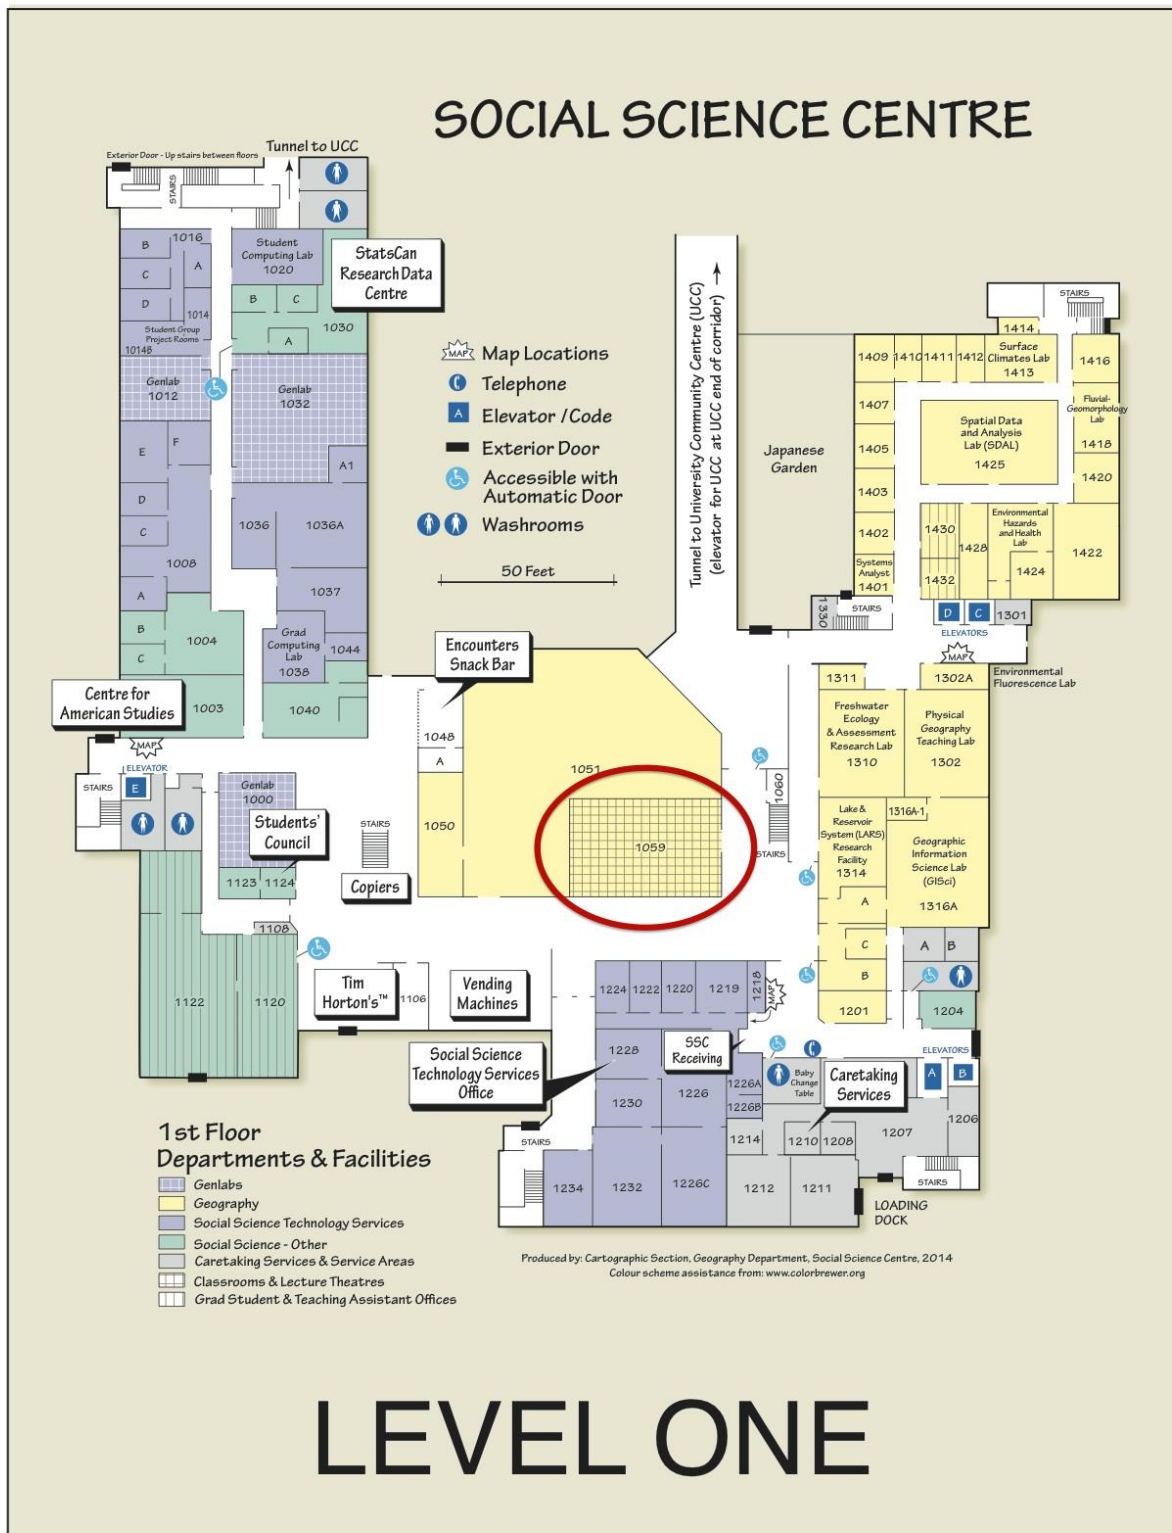 SOCIAL SCIENCE CENTRE
Exterior Door - Up stairs between floors
Tunnel to UCC
STAIRS
B
1016
A
C
D
1014
Student Group
Project Rooms
1014B
Student
Computing Lab
1020
B
C
1030
A
StatsCan
Research Data
Centre
Genlab
1012
Genlab
1032
A1
E
F
D
C
1008
A
1036
1036A
1037
B
C
1004
Grad
Computing
Lab
1038
1044
1003
1040
Centre for
American Studies
MAP
ELEVATOR
E
STAIRS
MAP
Map Locations
Telephone
A
Elevator / Code
Exterior Door
Accessible with
Automatic Door
Washrooms
50 Feet
Tunnel to University Community Centre (UCC)
(elevator for UCC at UCC end of corridor)
Japanese
Garden
STAIRS
1414
1409
1410
1411
1412
Surface
Climates Lab
1413
1416
1407
Fluvial-
Geomorphology
Lab
1418
1405
Spatial Data
and Analysis
Lab (SDAL)
1425
1403
1420
1402
1430
1428
Environmental
Hazards
and Health
Lab
1424
1422
Systems
Analyst
1401
1432
1330
STAIRS
D
C
1301
ELEVATORS
MAP
Environmental
Fluorescence Lab
Encounters
Snack Bar
1048
A
1050
1051
1059
1060
STAIRS
1311
1302A
Freshwater
Ecology
& Assessment
Research Lab
1310
Physical
Geography
Teaching Lab
1302
Lake &
Reservoir
System (LARS)
Research
Facility
1314
1316A-1
Geographic
Information
Science Lab
(GISci)
1316A
A
C
B
A
B
1201
1204
Genlab
1000
Students'
Council
1123
1124
STAIRS
Copiers
1108
1122
1120
Tim
Horton's™
1106
Vending
Machines
1224
1222
1220
1219
1218
MAP
SSC
Receiving
Social Science
Technology Services
Office
1228
1226
1226A
1226B
1230
1232
1226C
1234
STAIRS
Baby
Change
Table
Caretaking
Services
ELEVATORS
A
B
1214
1210
1208
1207
1206
1212
1211
STAIRS
LOADING
DOCK
1st Floor
Departments & Facilities
Genlabs
Geography
Social Science Technology Services
Social Science - Other
Caretaking Services & Service Areas
Classrooms & Lecture Theatres
Grad Student & Teaching Assistant Offices
Produced by: Cartographic Section, Geography Department, Social Science Centre, 2014
Colour scheme assistance from: www.colorbrewer.org
LEVEL ONE